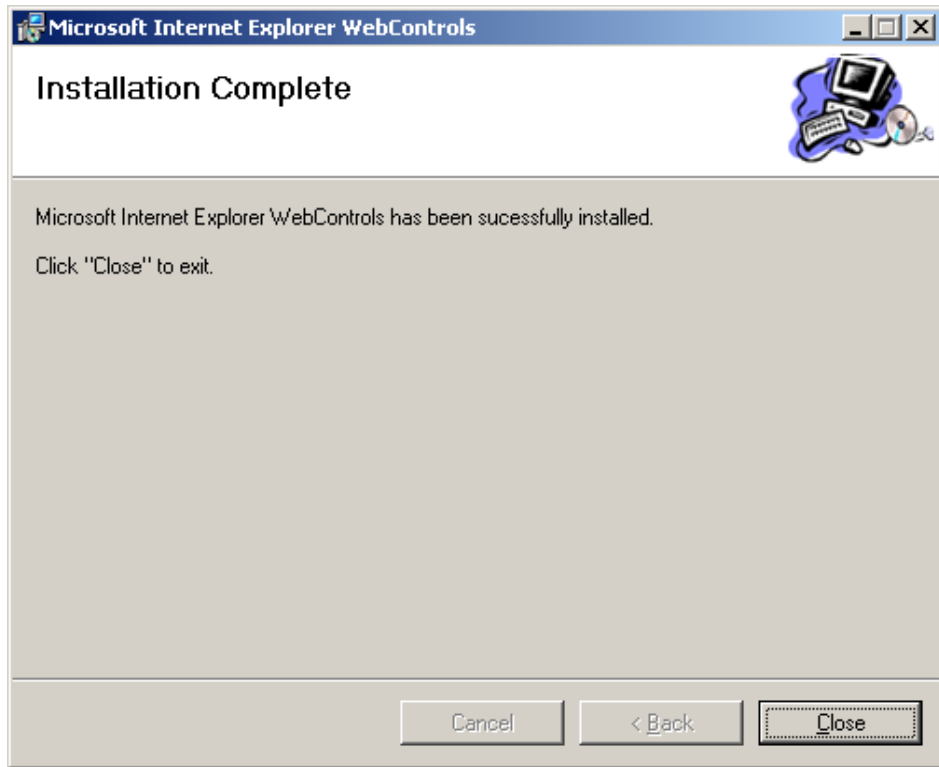 Microsoft Internet Explorer WebControls
Installation Complete
Microsoft Internet Explorer WebControls has been sucessfully installed.
Click "Close" to exit.
Cancel
< Back
Close